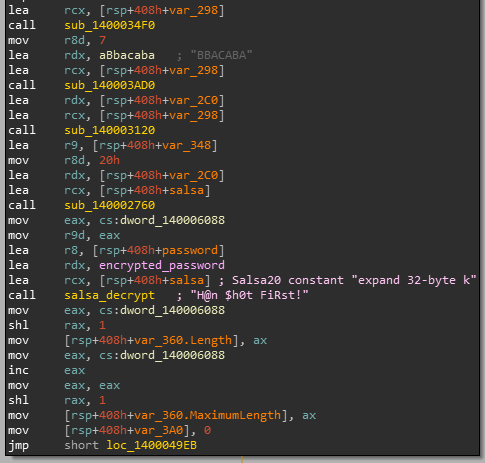 lea rcx, [rsp+408h+var_298]
call sub_1400034F0
mov r8d, 7
lea rdx, aBbacaba ; "BBACABA"
lea rcx, [rsp+408h+var_298]
call sub_140003AD0
lea rdx, [rsp+408h+var_2C0]
lea rcx, [rsp+408h+var_298]
call sub_140003120
lea r9, [rsp+408h+var_348]
mov r8d, 20h
lea rdx, [rsp+408h+var_2C0]
lea rcx, [rsp+408h+salsa]
call sub_140002760
mov eax, cs:dword_140006088
mov r9d, eax
lea r8, [rsp+408h+password]
lea rdx, encrypted_password
lea rcx, [rsp+408h+salsa] ; Salsa20 constant "expand 32-byte k"
call salsa_decrypt ; "H@n $h0t FiRst!"
mov eax, cs:dword_140006088
shl rax, 1
mov [rsp+408h+var_360.Length], ax
mov eax, cs:dword_140006088
inc eax
mov eax, eax
shl rax, 1
mov [rsp+408h+var_360.MaximumLength], ax
mov [rsp+408h+var_3A0], 0
jmp short loc_1400049EB